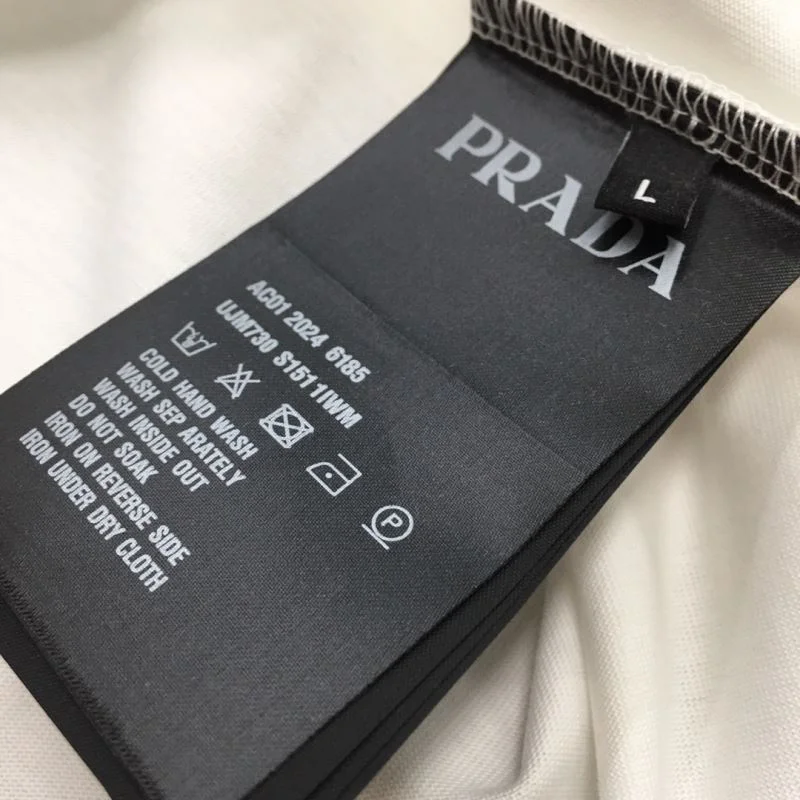 PRADA
L
AC01 2024 6185
UJM730 S151 1IWM
P
COLD HAND WASH
WASH SEP ARATELY
WASH INSIDE OUT
DO NOT SOAK
IRON ON REVERSE SIDE
IRON UNDER DRY CLOTH